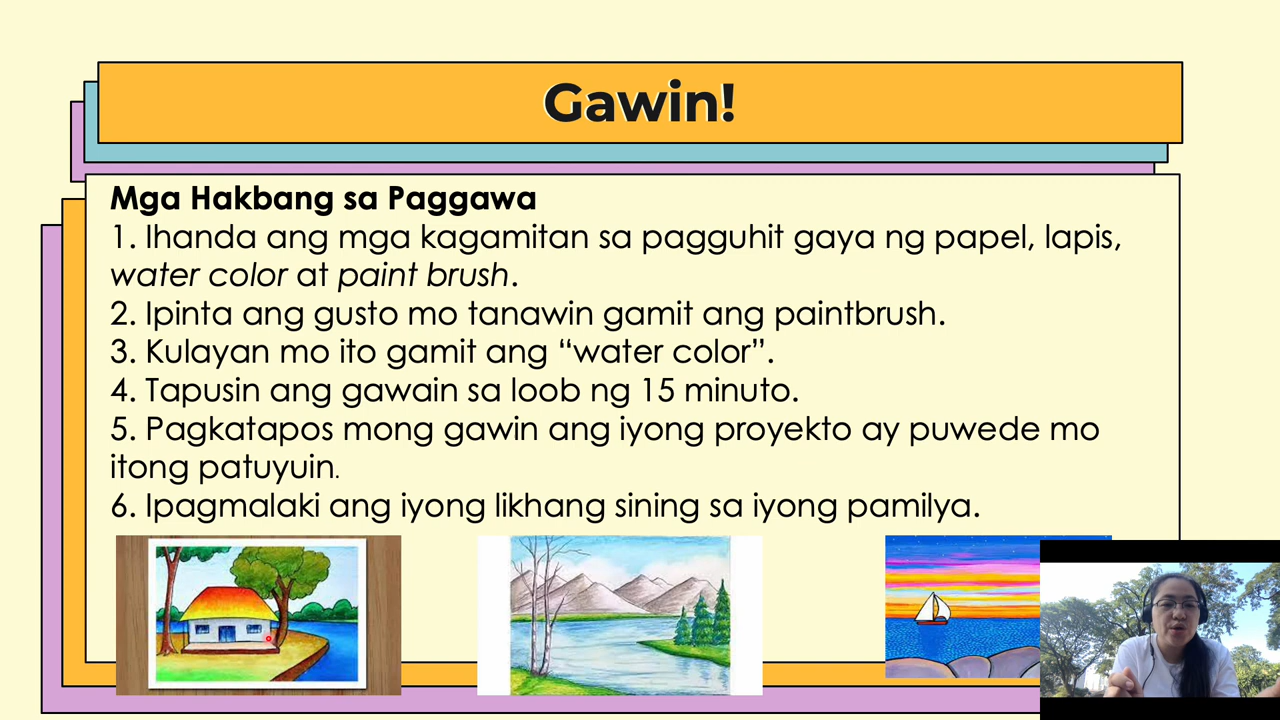 Gawin!
Mga Hakbang sa Paggawa
1. Ihanda ang mga kagamitan sa pagguhit gaya ng papel, lapis,
water color at paint brush.
2. Ipinta ang gusto mo tanawin gamit ang paintbrush.
3. Kulayan mo ito gamit ang “water color”.
4. Tapusin ang gawain sa loob ng 15 minuto.
5. Pagkatapos mong gawin ang iyong proyekto ay puwede mo
itong patuyuin.
6. Ipagmalaki ang iyong likhang sining sa iyong pamilya.